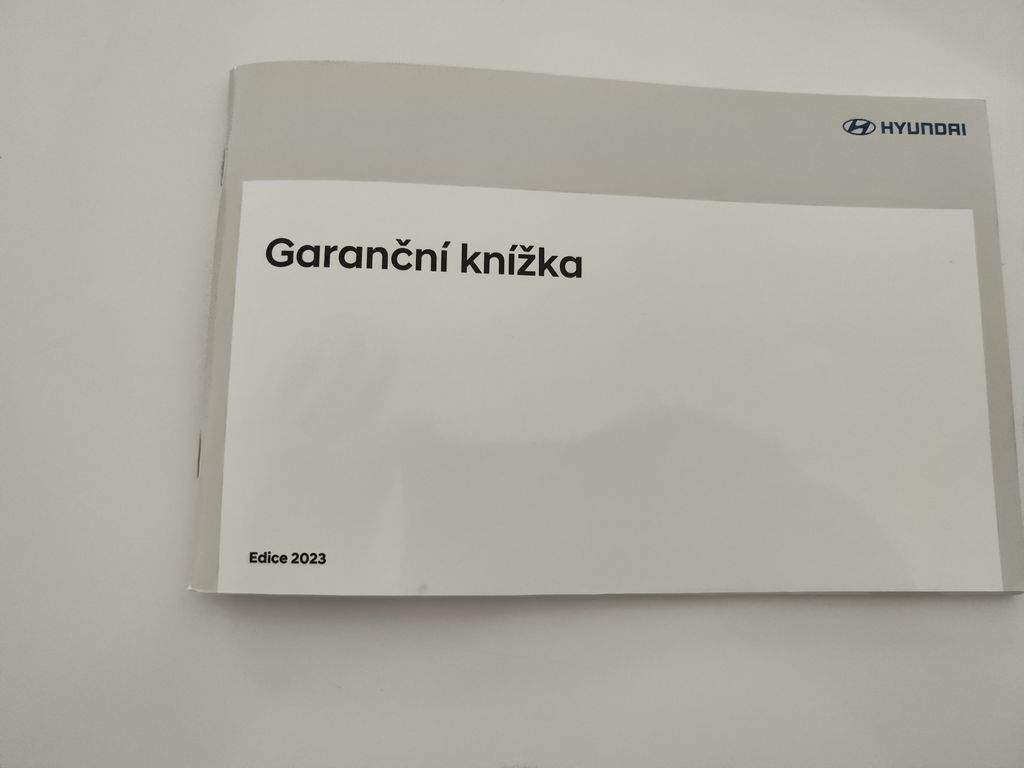 HYUNDAI
Garanční knížka
Edice 2023